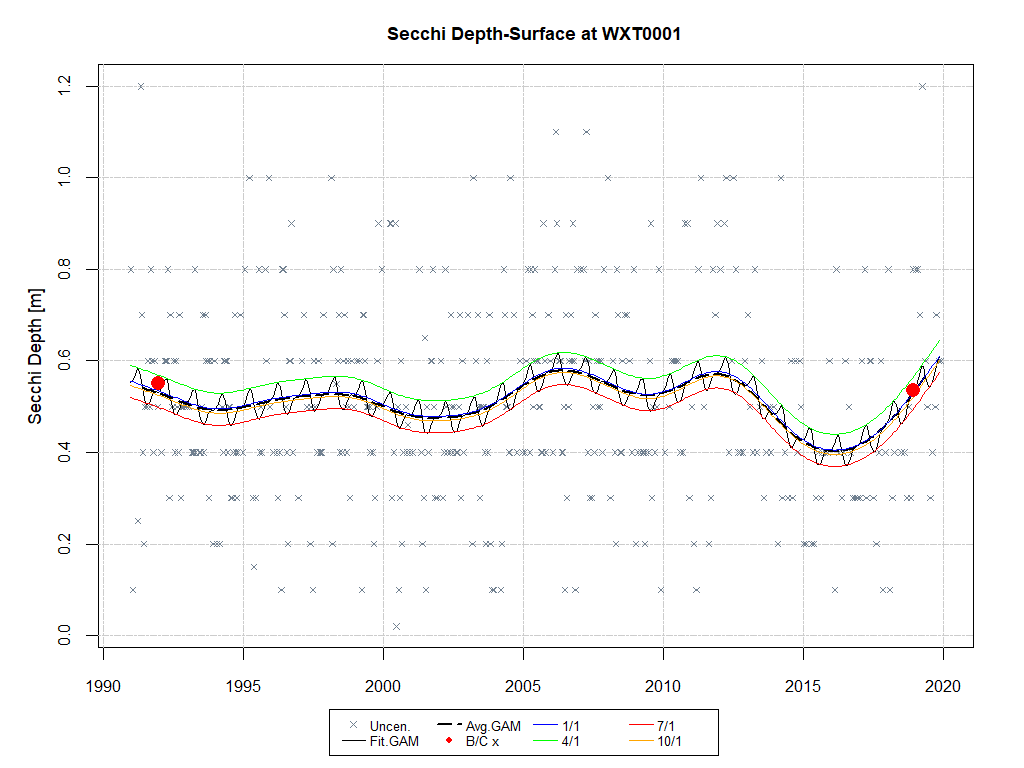 Secchi Depth-Surface at WXT0001
Secchi Depth [m]
1.2
1.0
0.8
0.6
0.4
0.2
0.0
1990 1995 2000 2005 2010 2015 2020
Uncen. Avg.GAM 1/1 7/1
Fit.GAM B/C x 4/1 10/1